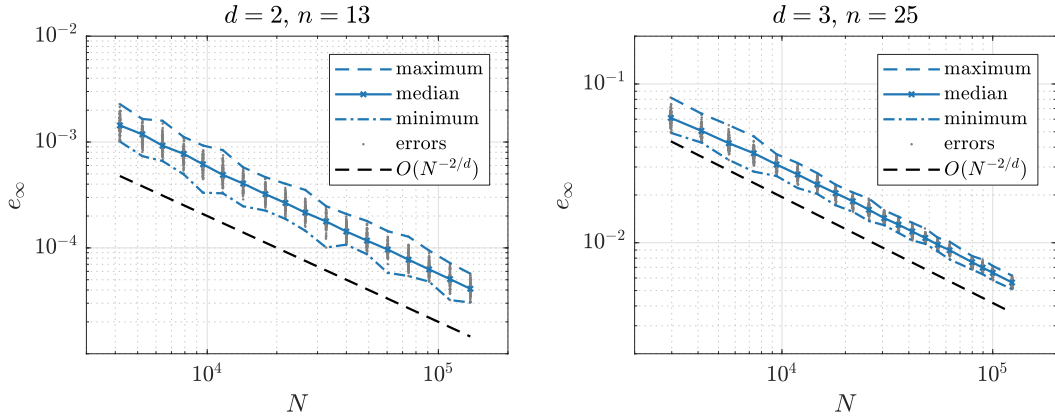 d = 2, n = 13
10^{-2}
10^{-3}
10^{-4}
e_∞
maximum
median
minimum
errors
O(N^{-2/d})
10^4
10^5
N
d = 3, n = 25
10^{-1}
10^{-2}
e_∞
maximum
median
minimum
errors
O(N^{-2/d})
10^4
10^5
N